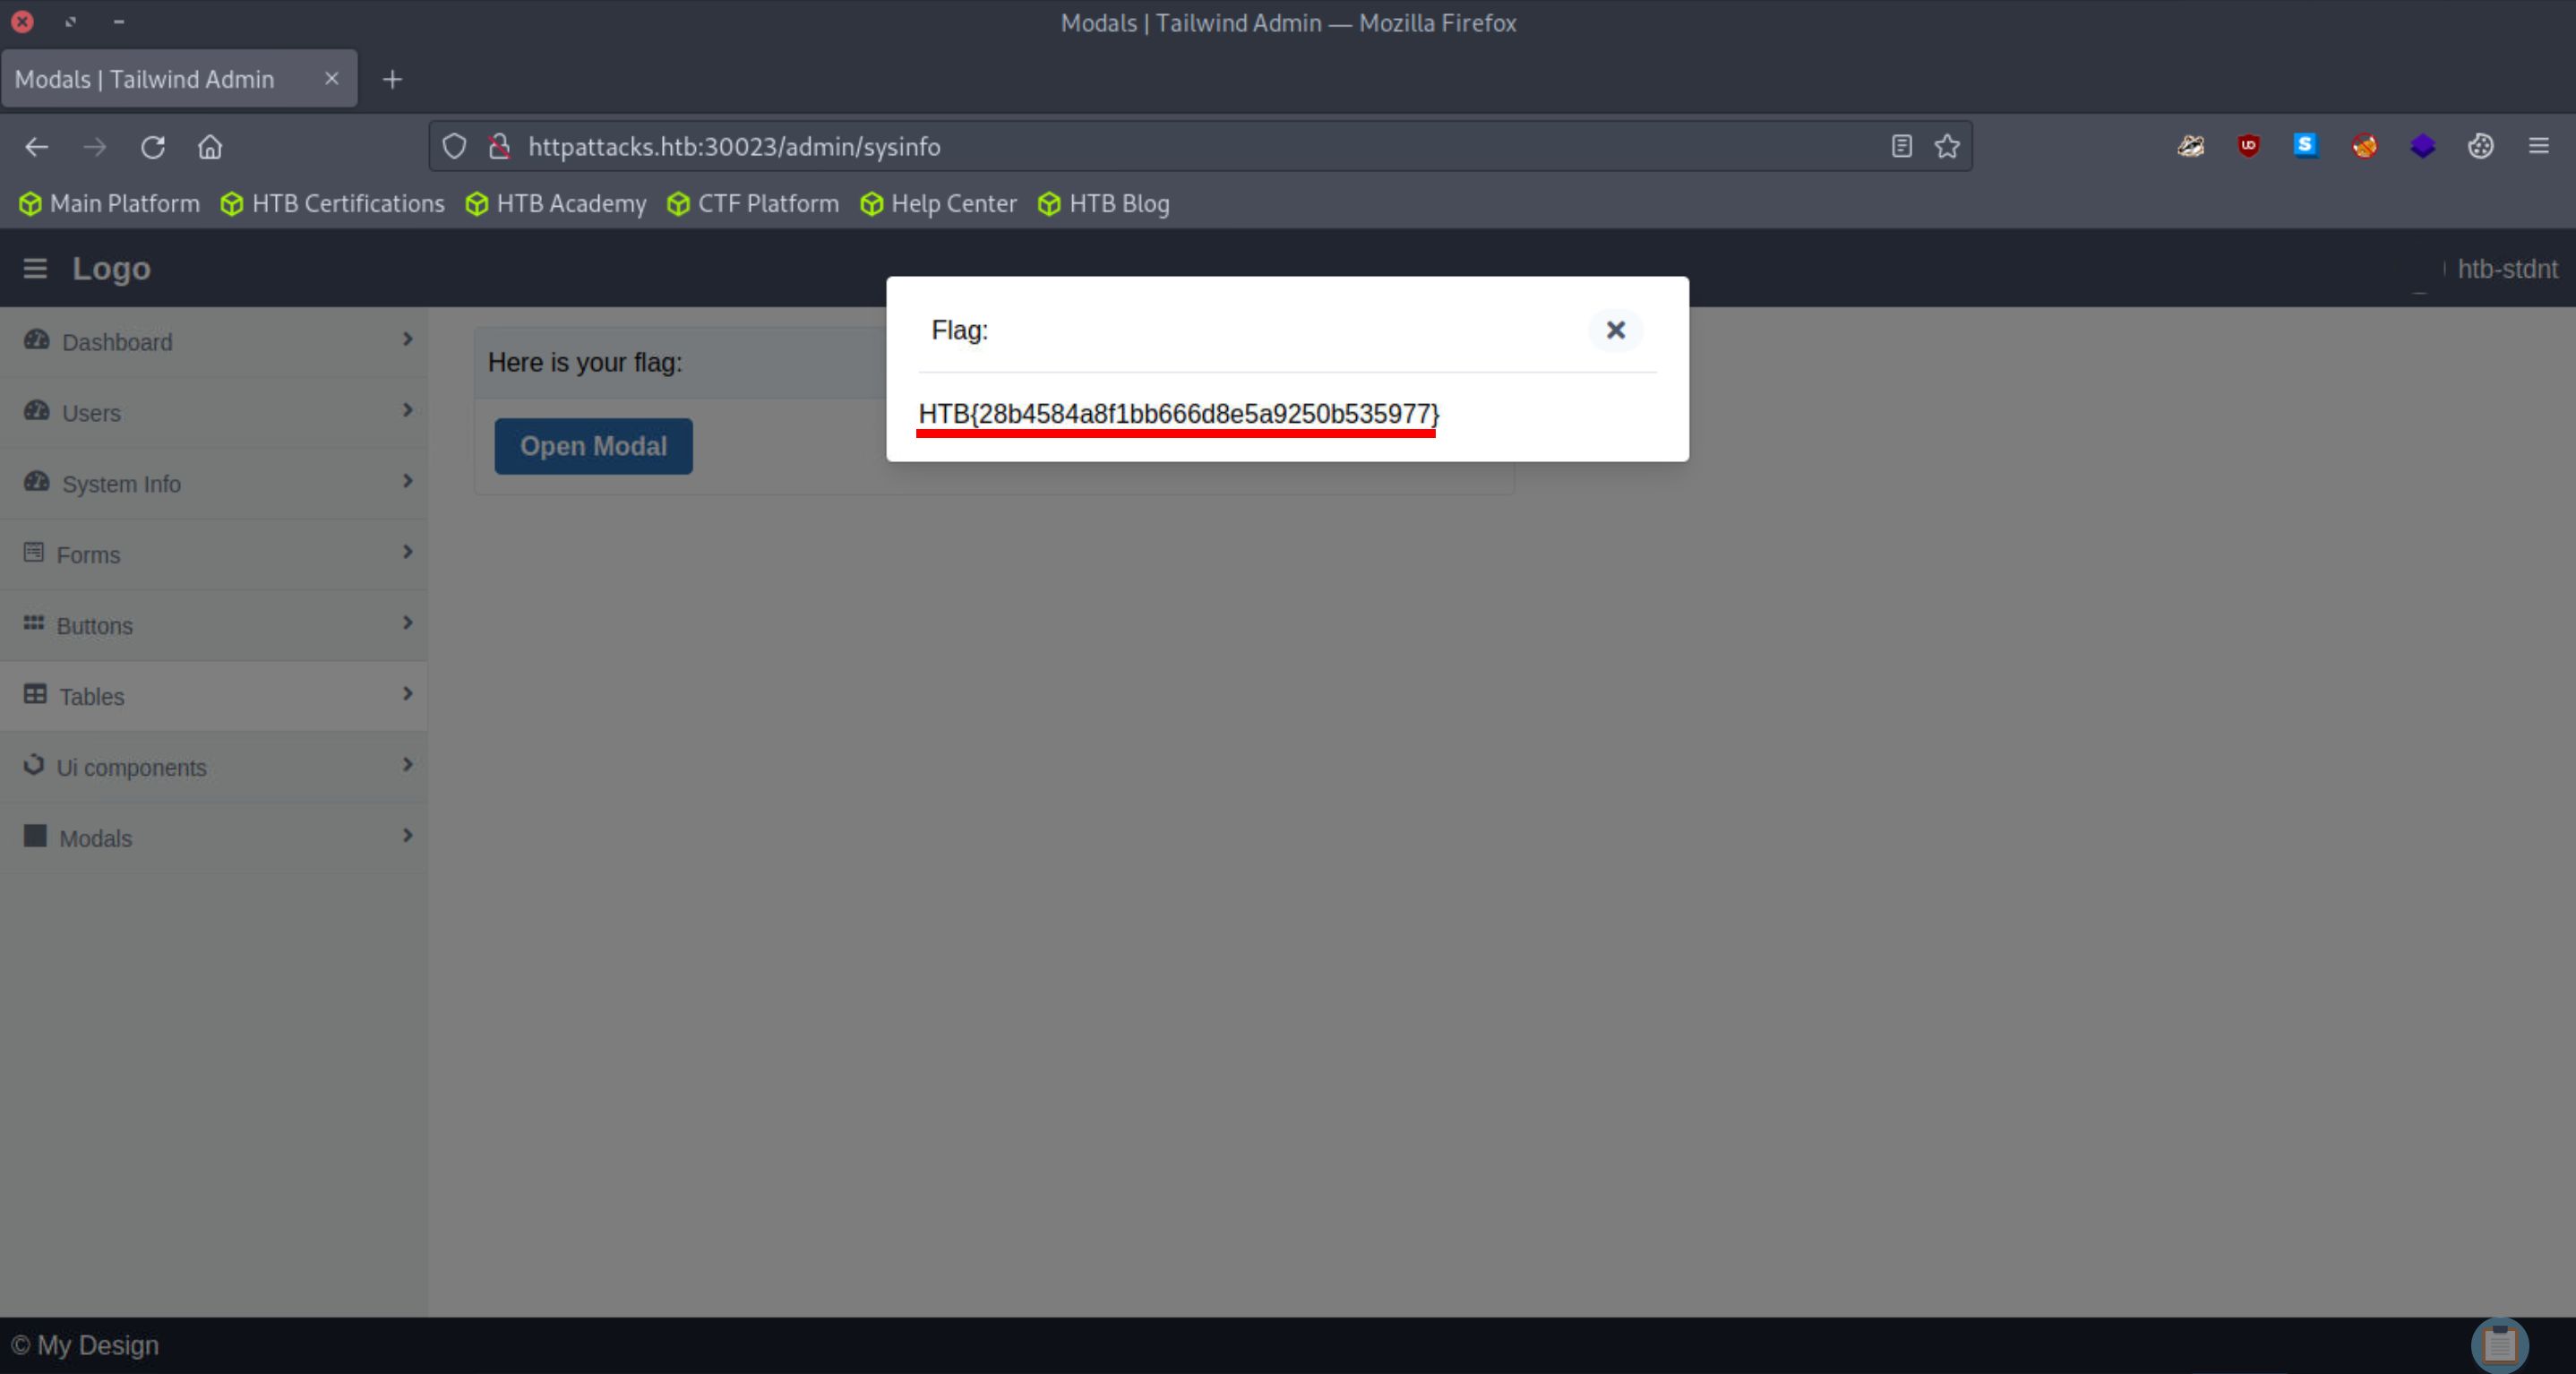 Modals | Tailwind Admin — Mozilla Firefox
Modals | Tailwind Admin
httpattacks.htb:30023/admin/sysinfo
Main Platform HTB Certifications HTB Academy CTF Platform Help Center HTB Blog
Logo
htb-stdnt
Dashboard
Users
System Info
Forms
Buttons
Tables
Ui components
Modals
Here is your flag:
Open Modal
Flag:
HTB{28b4584a8f1bb666d8e5a9250b535977}
© My Design